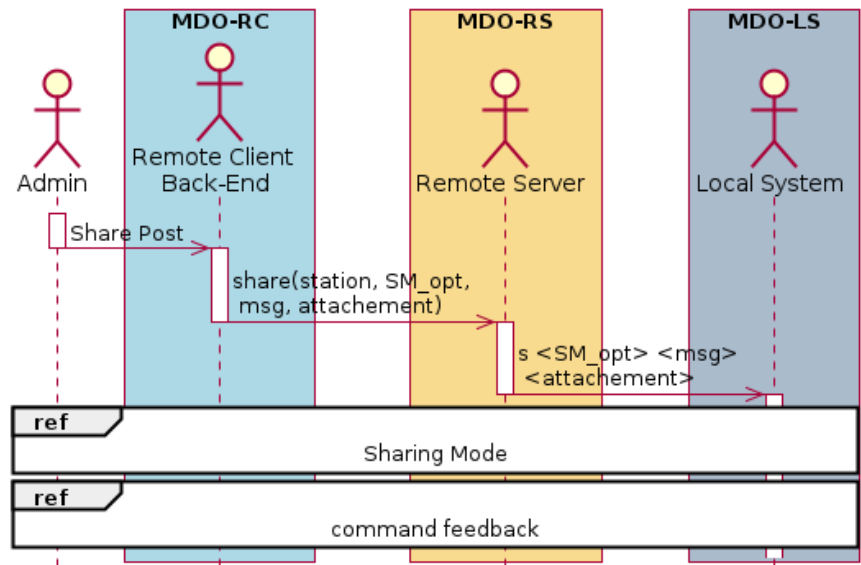 MDO-RC
MDO-RS
MDO-LS
Admin
Remote Client
Back-End
Remote Server
Local System
Share Post
share(station, SM_opt,
msg, attachement)
s <SM_opt> <msg>
<attachement>
ref
Sharing Mode
ref
command feedback